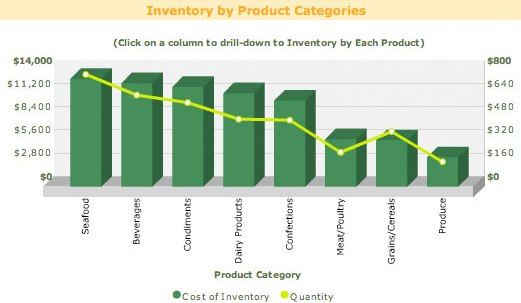 Inventory by Product Categories
(Click on a column to drill-down to Inventory by Each Product)
$14,000 $800
$11,200 $640
$8,400 $480
$5,600 $320
$2,800 $160
$0 $0
Seafood Beverages Condiments Dairy Products Confections Meat/Poultry Grains/Cereals Produce
Product Category
Cost of Inventory Quantity